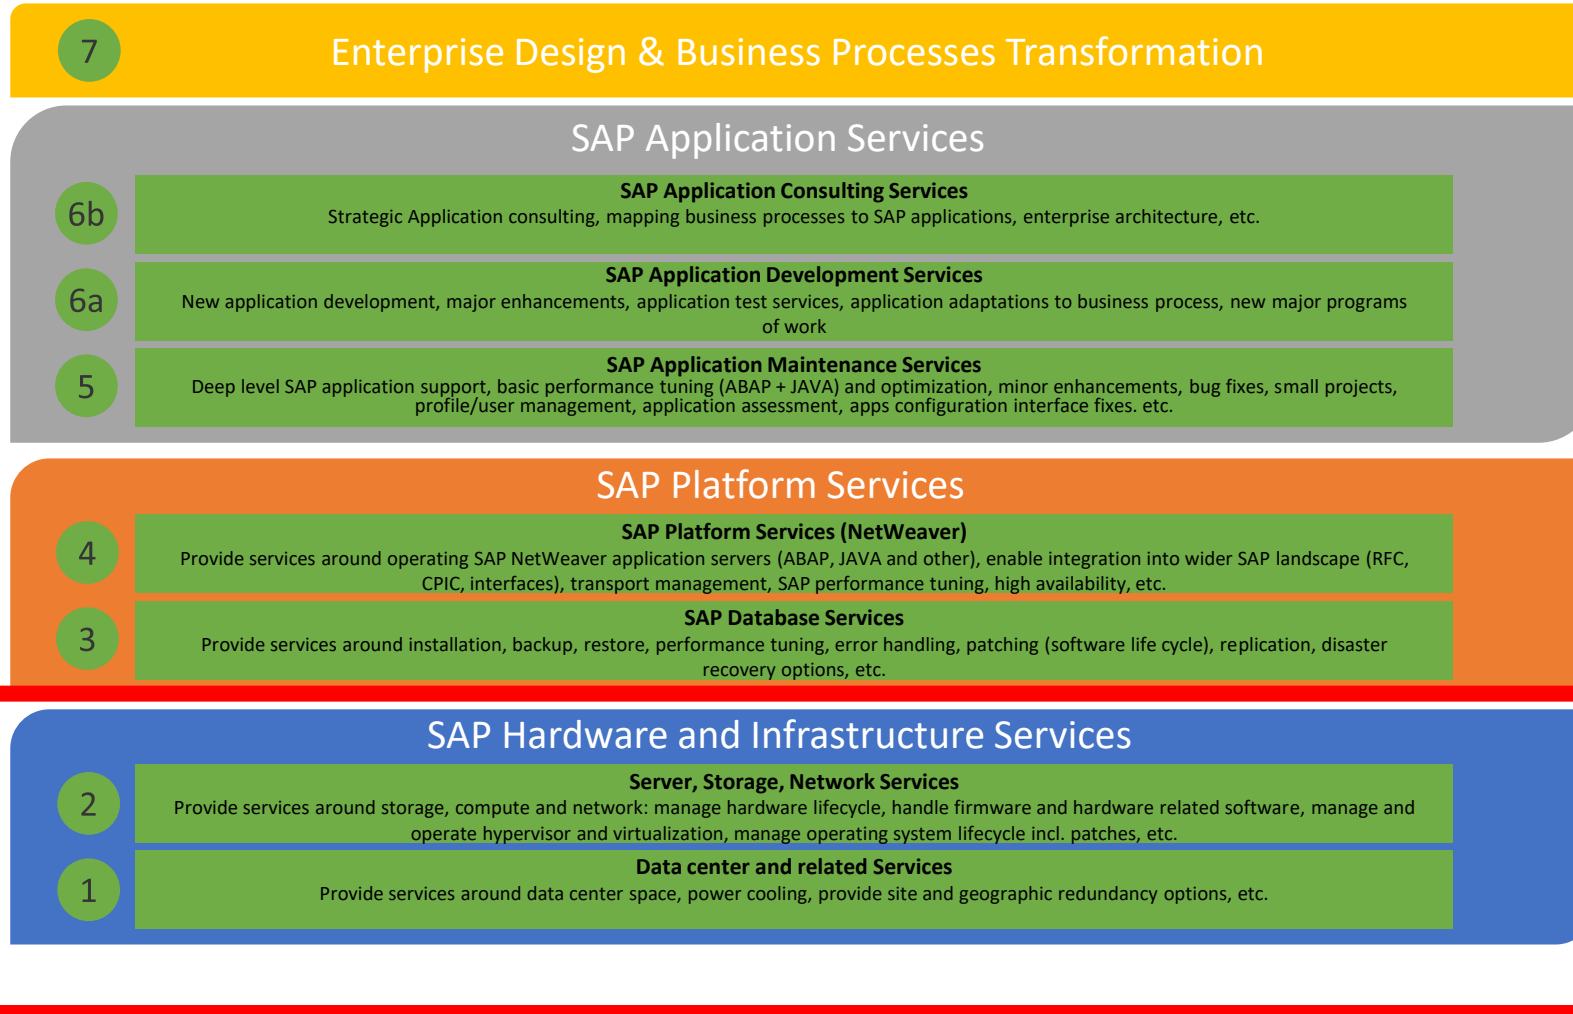 7
Enterprise Design & Business Processes Transformation
SAP Application Services
6b
SAP Application Consulting Services
Strategic Application consulting, mapping business processes to SAP applications, enterprise architecture, etc.
6a
SAP Application Development Services
New application development, major enhancements, application test services, application adaptations to business process, new major programs
of work
5
SAP Application Maintenance Services
Deep level SAP application support, basic performance tuning (ABAP + JAVA) and optimization, minor enhancements, bug fixes, small projects,
profile/user management, application assessment, apps configuration interface fixes. etc.
SAP Platform Services
4
SAP Platform Services (NetWeaver)
Provide services around operating SAP NetWeaver application servers (ABAP, JAVA and other), enable integration into wider SAP landscape (RFC,
CPIC, interfaces), transport management, SAP performance tuning, high availability, etc.
3
SAP Database Services
Provide services around installation, backup, restore, performance tuning, error handling, patching (software life cycle), replication, disaster
recovery options, etc.
SAP Hardware and Infrastructure Services
2
Server, Storage, Network Services
Provide services around storage, compute and network: manage hardware lifecycle, handle firmware and hardware related software, manage and
operate hypervisor and virtualization, manage operating system lifecycle incl. patches, etc.
1
Data center and related Services
Provide services around data center space, power cooling, provide site and geographic redundancy options, etc.